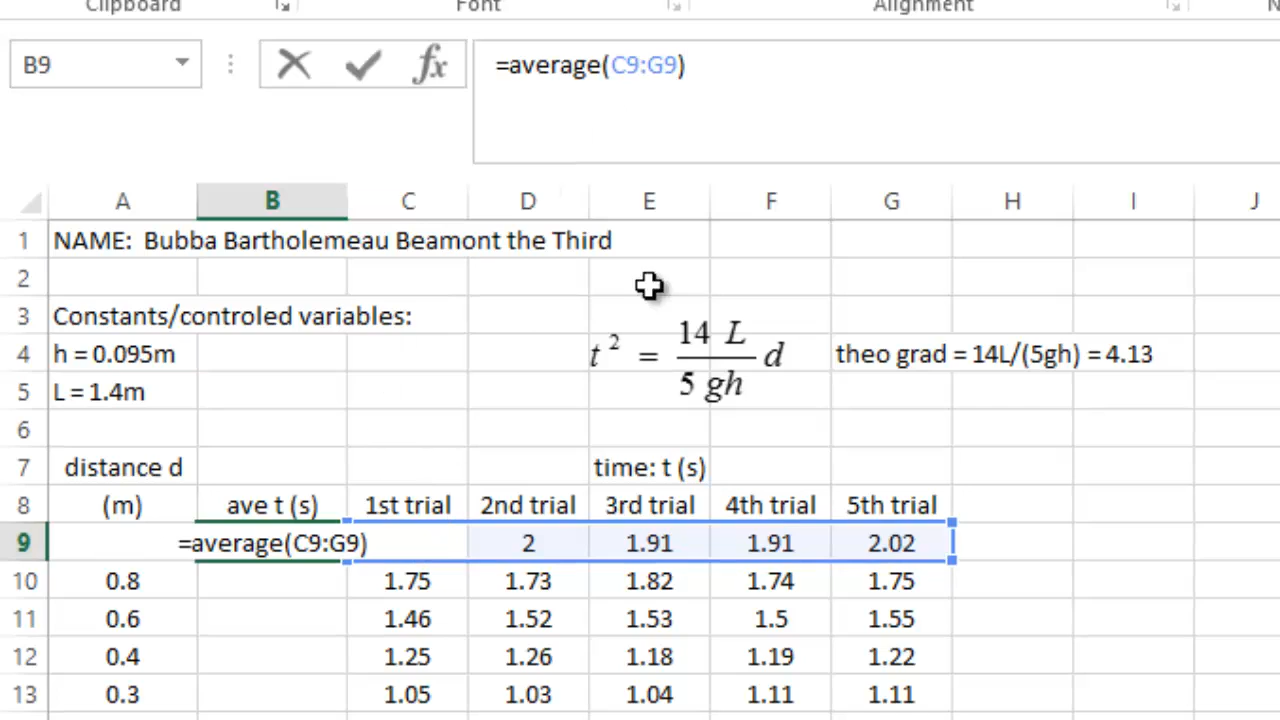 Clipboard Font Alignment
B9 fx =average(C9:G9)
A B C D E F G H I J
1 NAME: Bubba Bartholemeau Beamont the Third
2
3 Constants/controled variables:
4 h = 0.095m t² = 14 L / 5 gh d theo grad = 14L/(5gh) = 4.13
5 L = 1.4m
6
7 distance d time: t (s)
8 (m) ave t (s) 1st trial 2nd trial 3rd trial 4th trial 5th trial
9 =average(C9:G9) 2 1.91 1.91 2.02
10 0.8 1.75 1.73 1.82 1.74 1.75
11 0.6 1.46 1.52 1.53 1.5 1.55
12 0.4 1.25 1.26 1.18 1.19 1.22
13 0.3 1.05 1.03 1.04 1.11 1.11